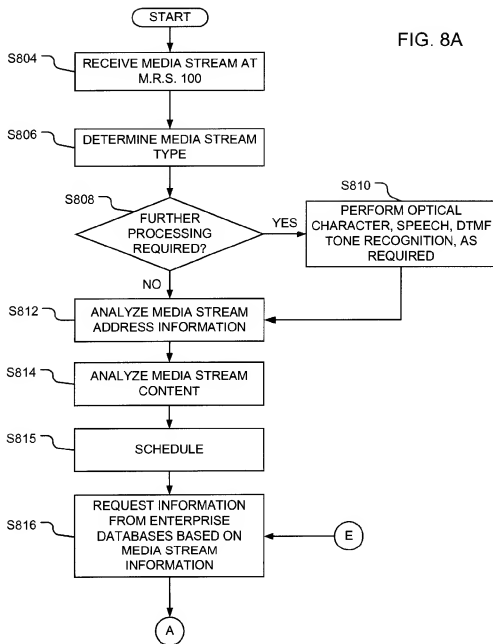 START
FIG. 8A
S804
RECEIVE MEDIA STREAM AT
M.R.S. 100
S806
DETERMINE MEDIA STREAM
TYPE
S808
FURTHER
PROCESSING
REQUIRED?
YES
S810
PERFORM OPTICAL
CHARACTER, SPEECH, DTMF
TONE RECOGNITION, AS
REQUIRED
NO
S812
ANALYZE MEDIA STREAM
ADDRESS INFORMATION
S814
ANALYZE MEDIA STREAM
CONTENT
S815
SCHEDULE
S816
REQUEST INFORMATION
FROM ENTERPRISE
DATABASES BASED ON
MEDIA STREAM
INFORMATION
E
A